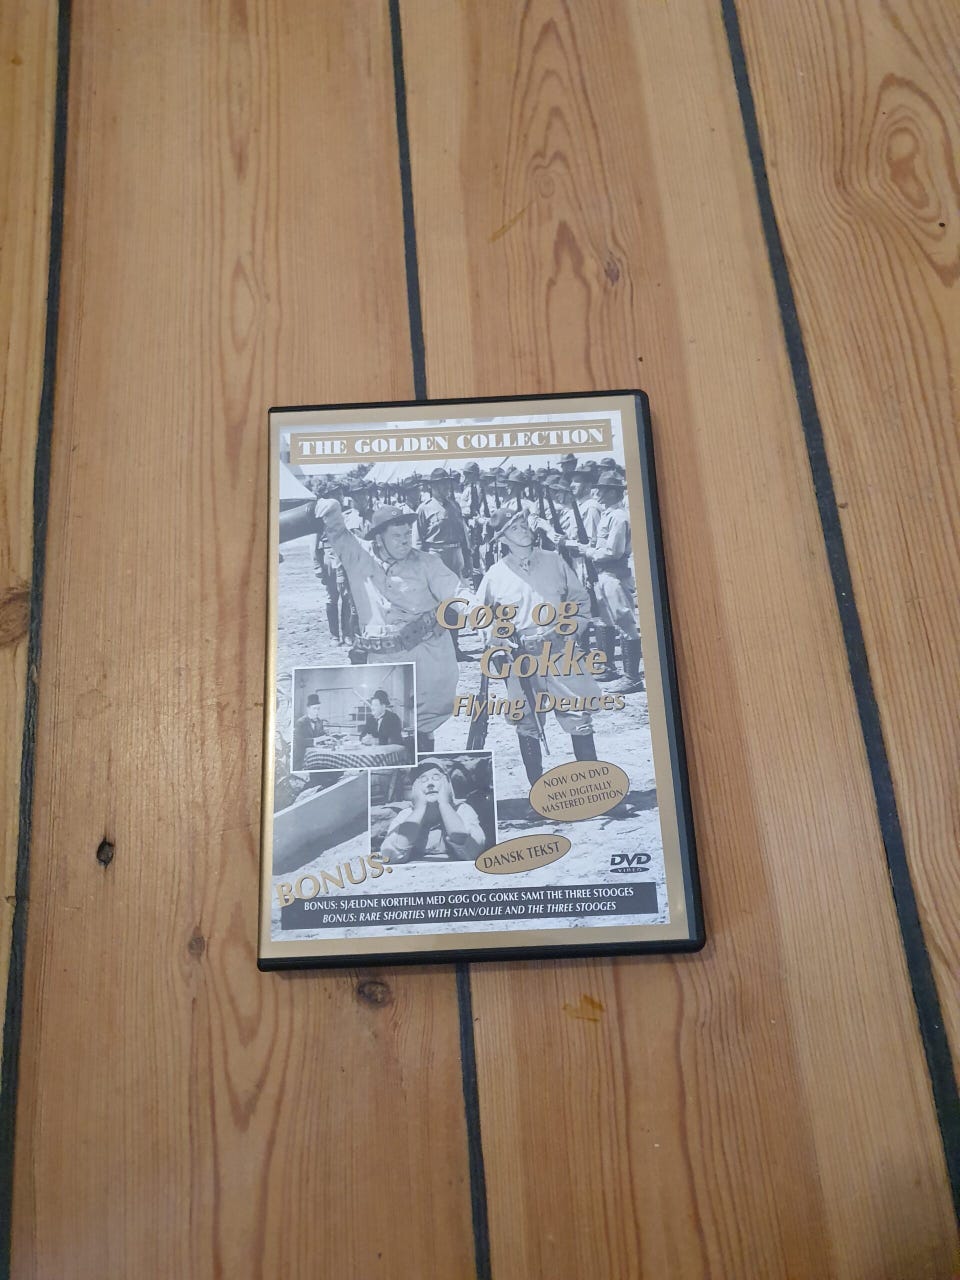 THE GOLDEN COLLECTION
Gøg og
Gokke
Flying Deuces
NOW ON DVD
NEW DIGITALLY
MASTERED EDITION
DANSK TEKST
DVD
VIDEO
BONUS:
BONUS: SJÆLDNE KORTFILM MED GØG OG GOKKE SAMT THE THREE STOOGES
BONUS: RARE SHORTIES WITH STAN/OLLIE AND THE THREE STOOGES